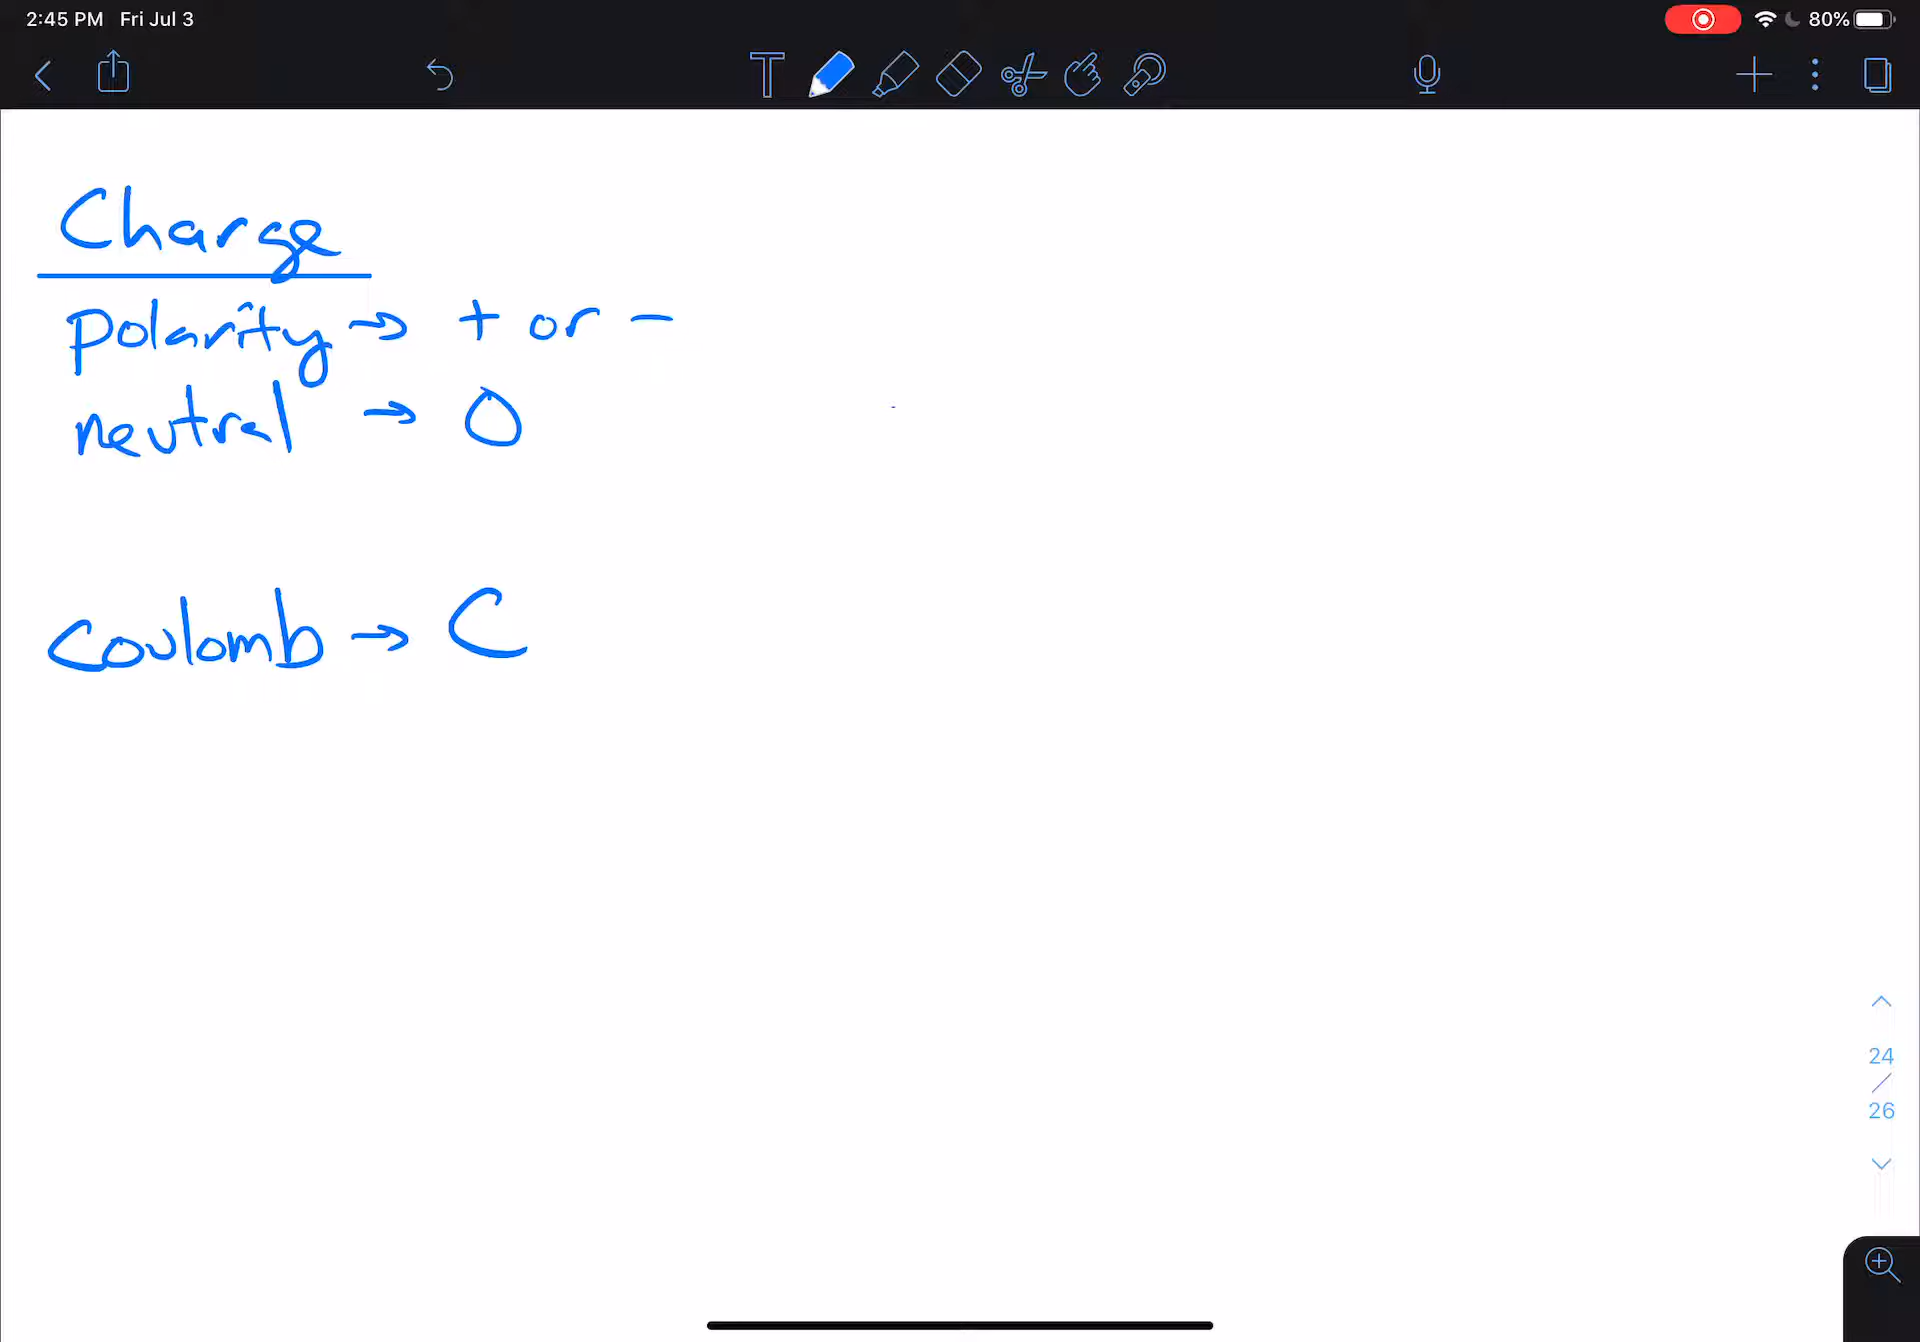 2:45 PM Fri Jul 3
80%
T
Charge
polarity → + or -
neutral → 0
Coulomb → C
24
/
26